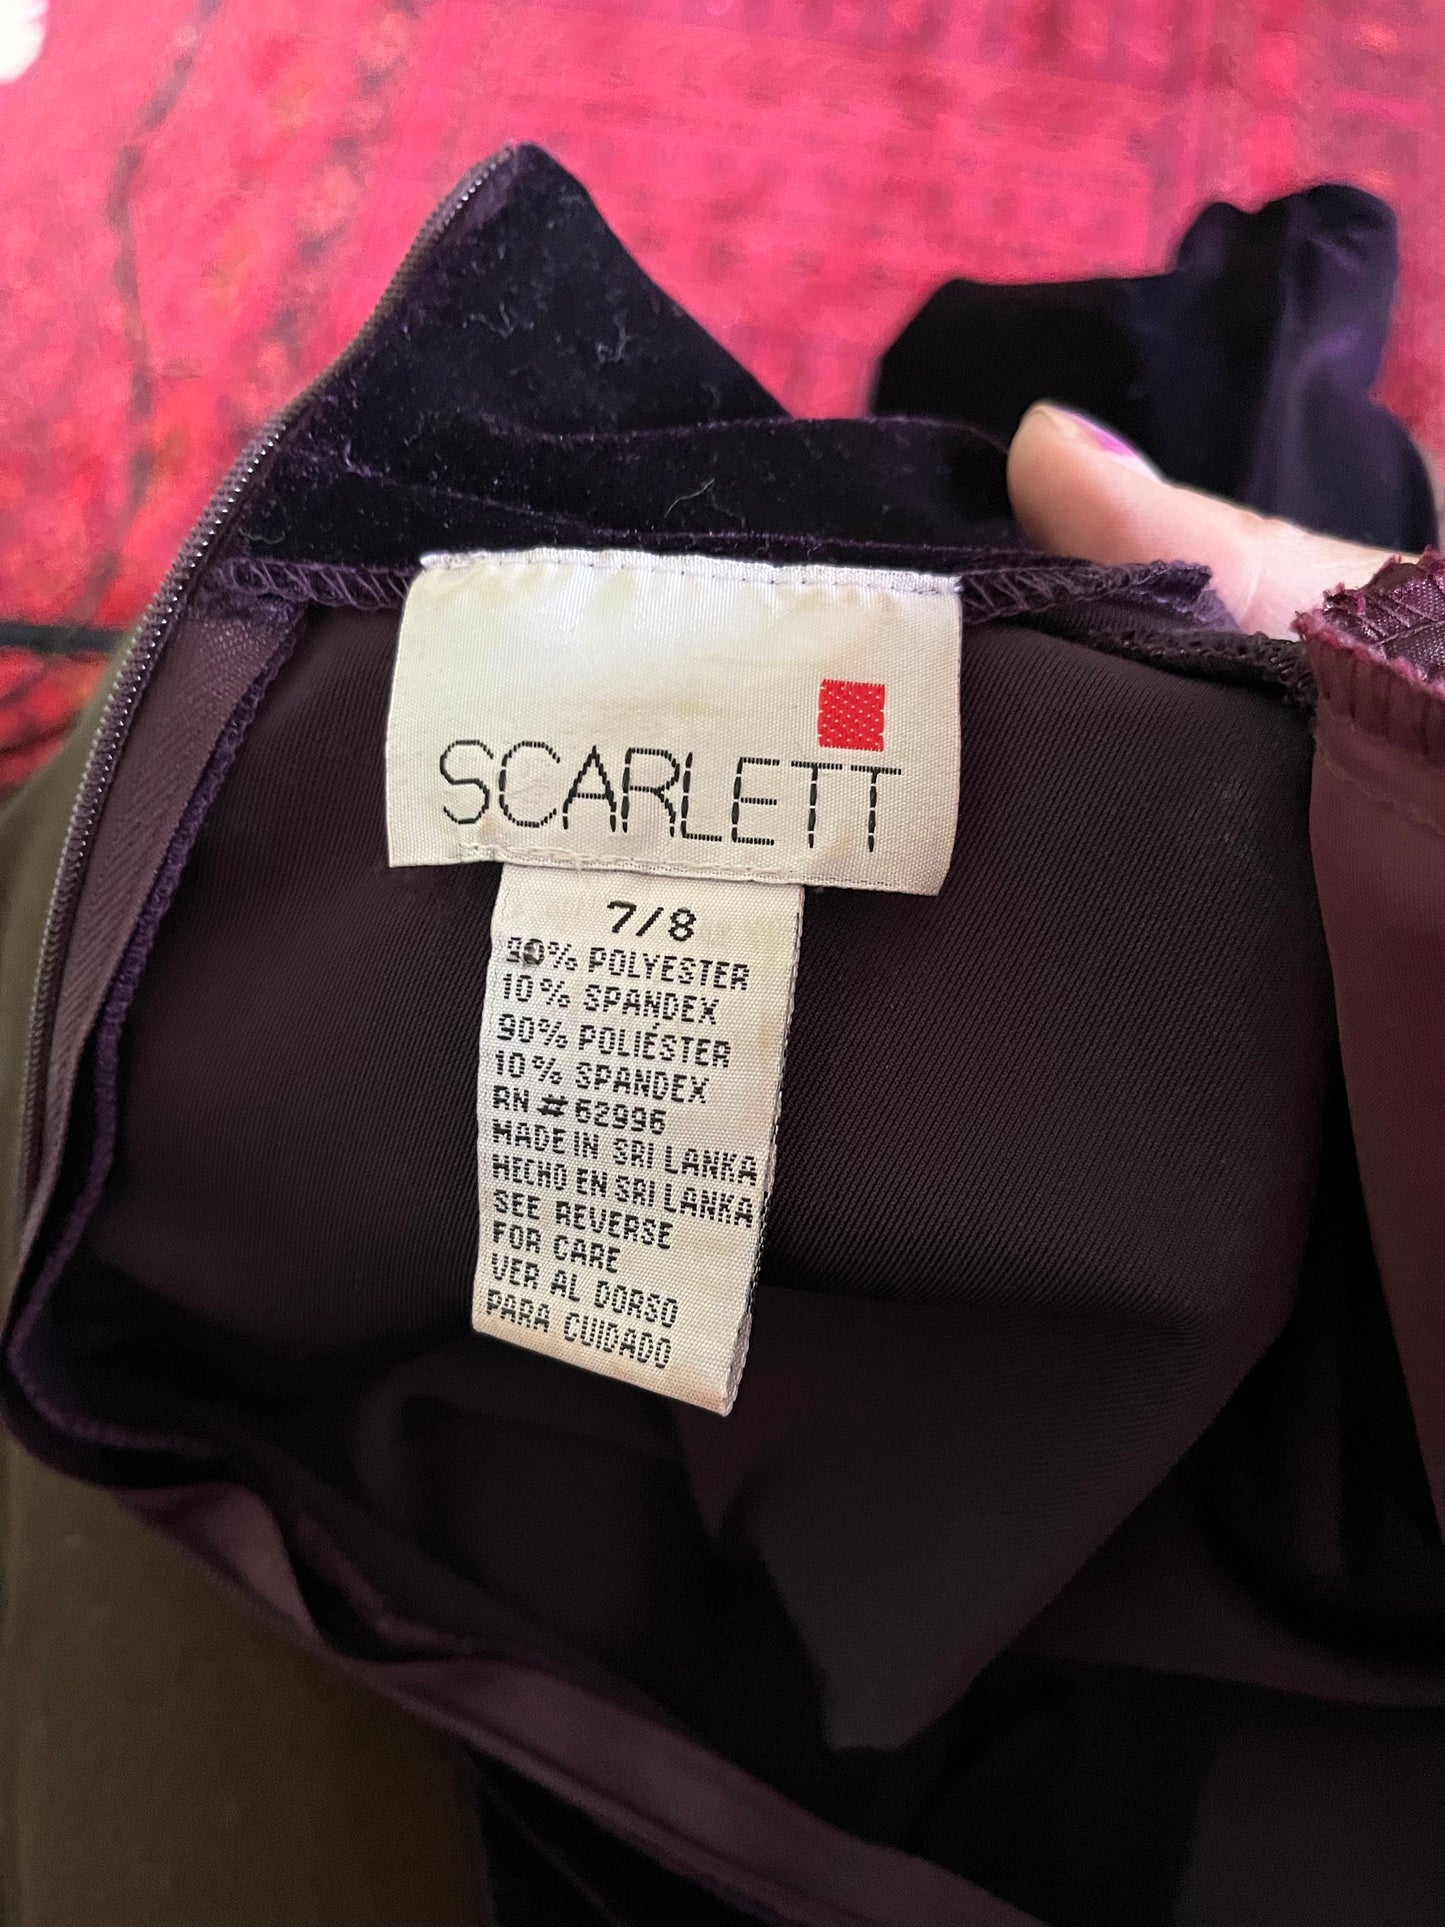 SCARLETT
7/8
90% POLYESTER
10% SPANDEX
90% POLIÉSTER
10% SPANDEX
RN # 62996
MADE IN SRI LANKA
HECHO EN SRI LANKA
SEE REVERSE
FOR CARE
VER AL DORSO
PARA CUIDADO